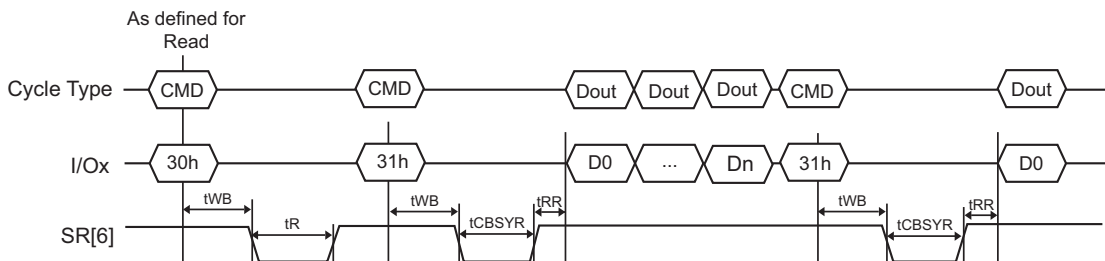 As defined for
Read
Cycle Type CMD CMD Dout Dout Dout CMD Dout
I/Ox 30h 31h D0 ... Dn 31h D0
tWB tR tWB tCBSYR tRR tWB tCBSYR tRR
SR[6]